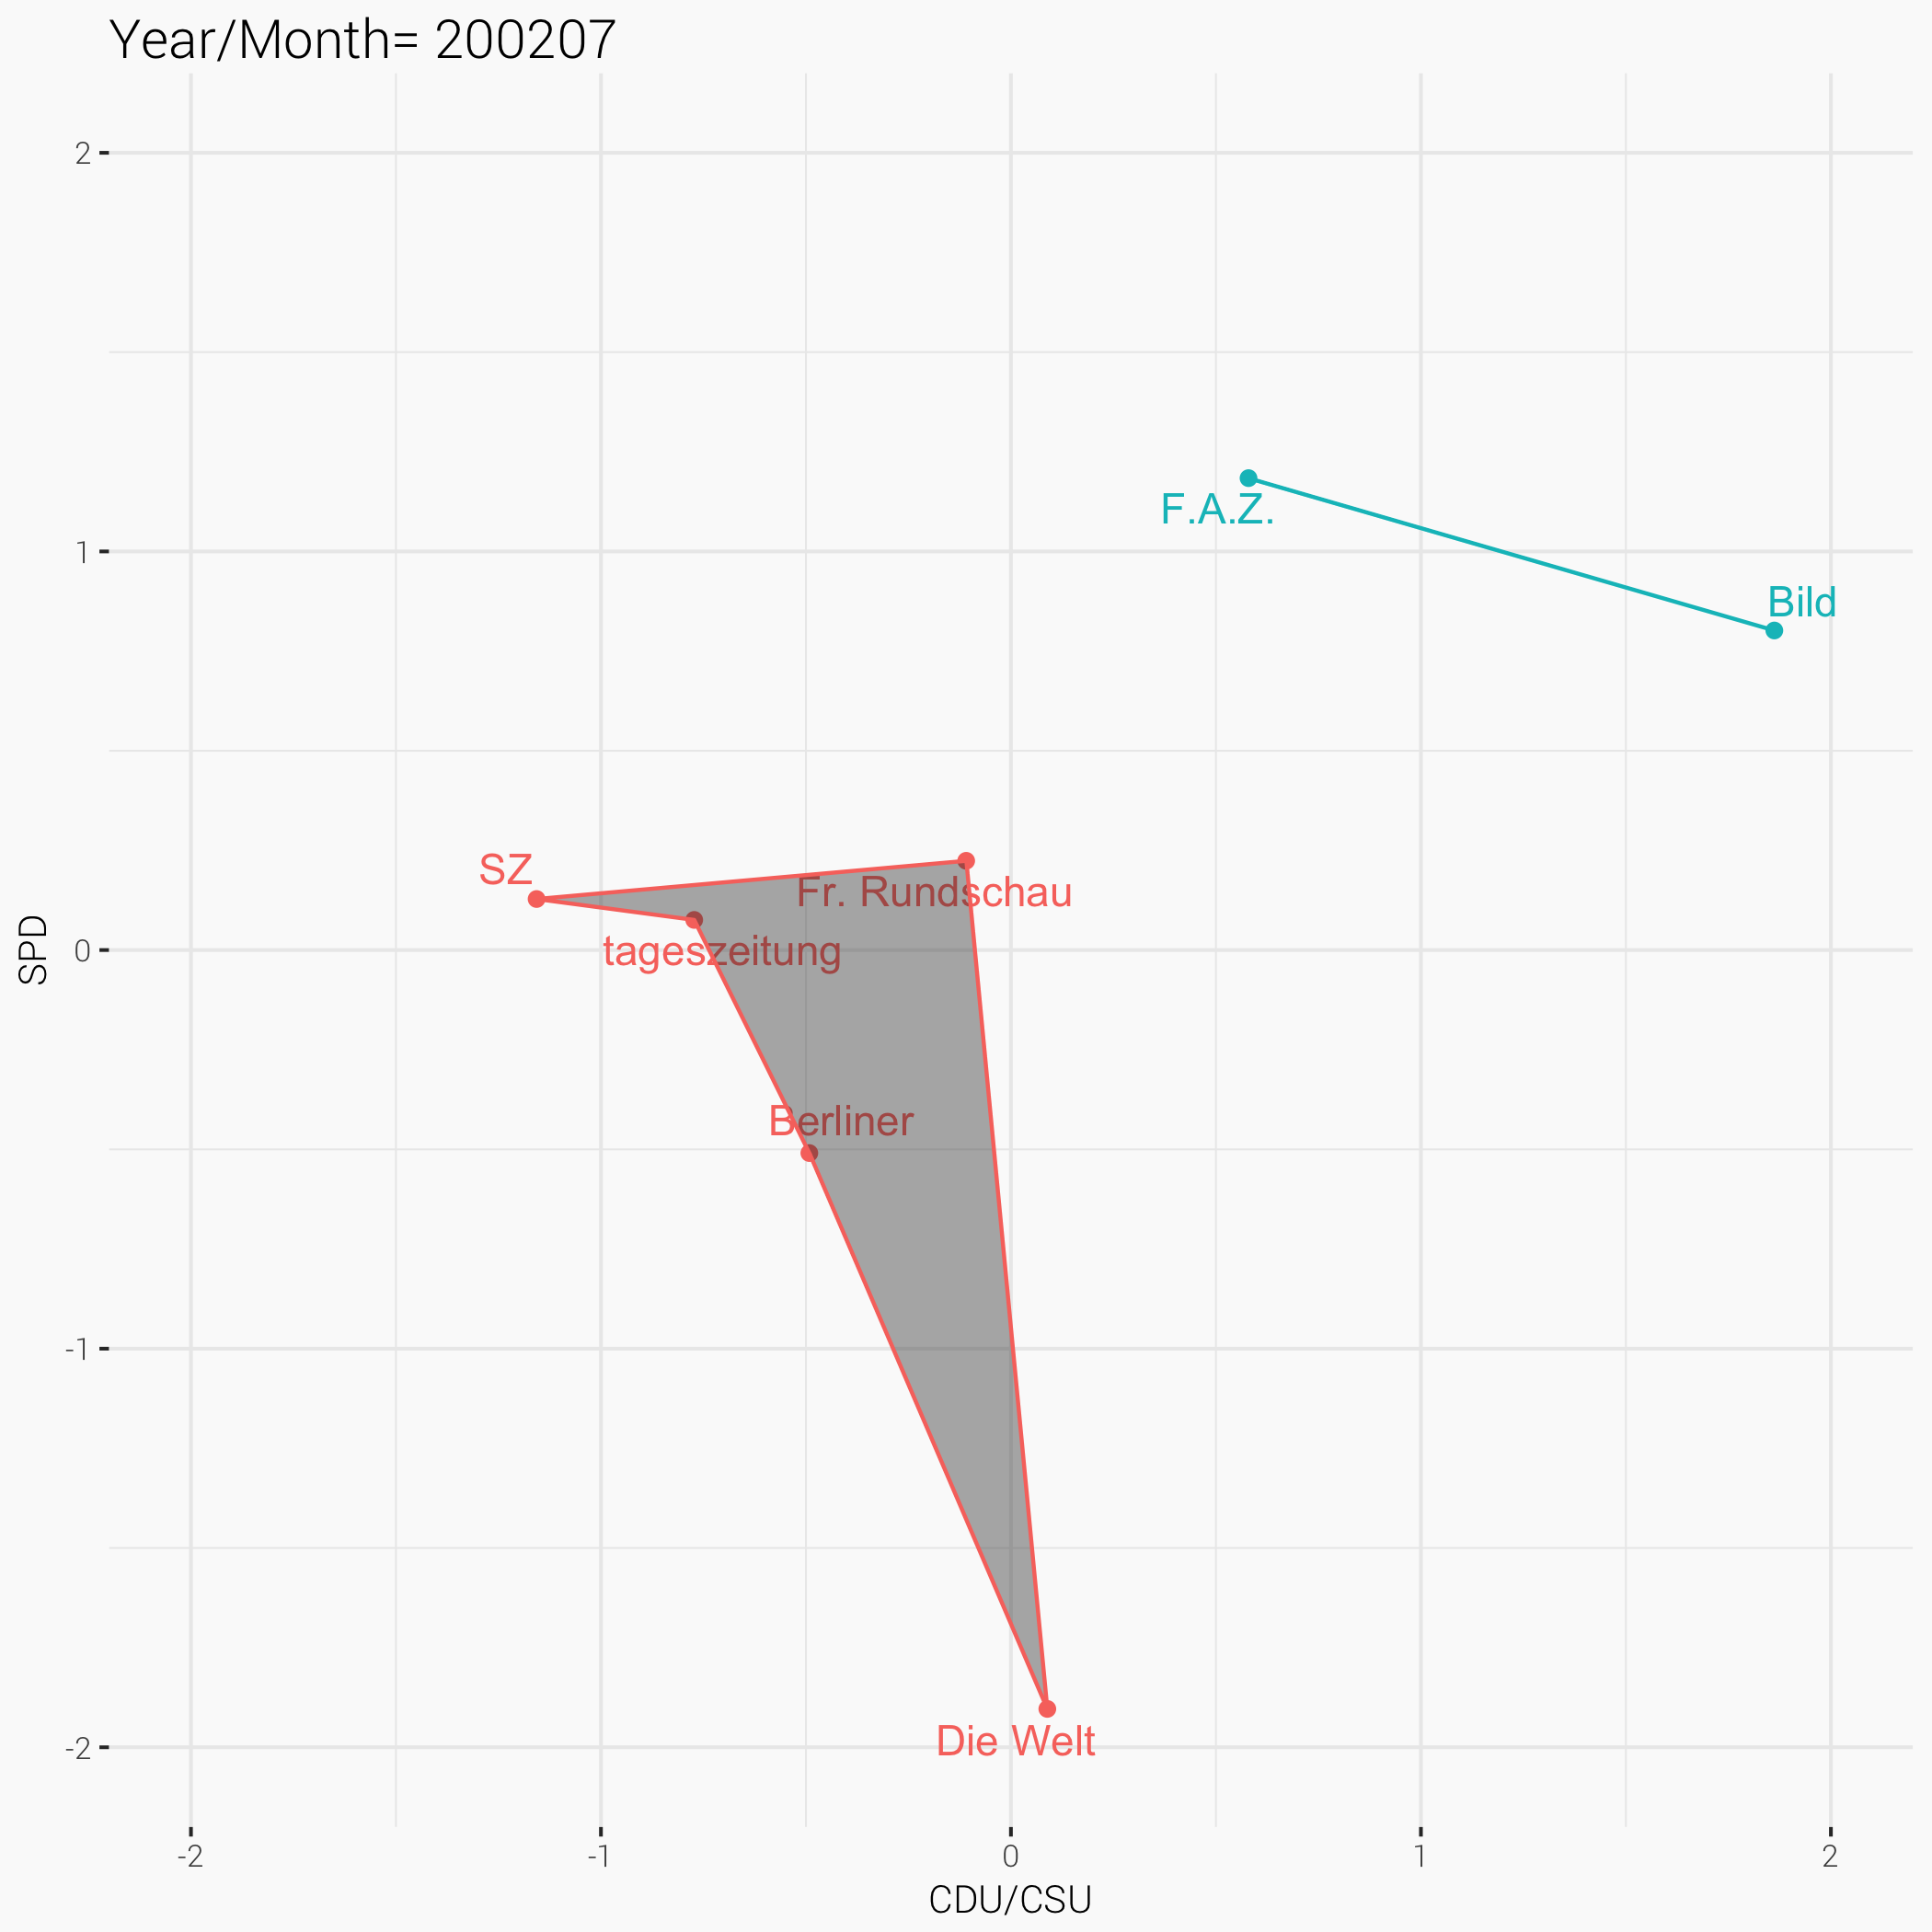 Year/Month= 200207
2
1
0
-1
-2
SPD
F.A.Z.
Bild
SZ
Fr. Rundschau
tageszeitung
Berliner
Die Welt
-2
-1
0
1
2
CDU/CSU